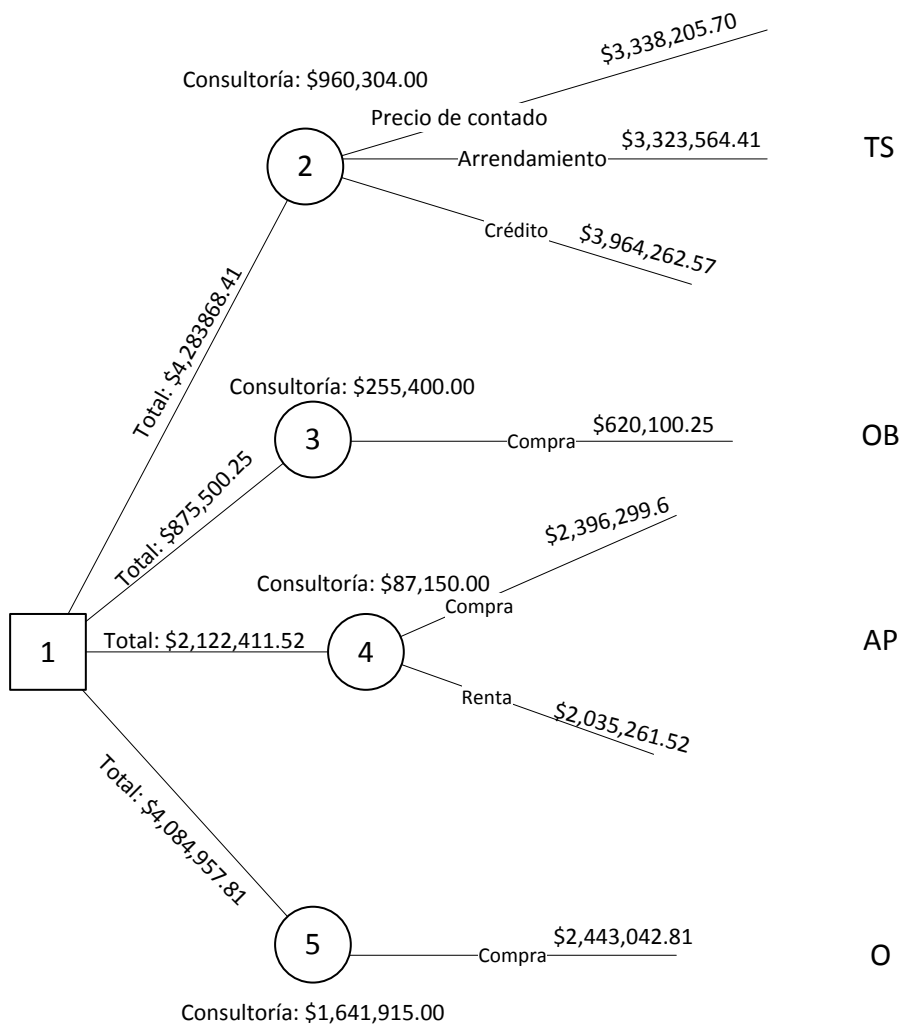 $3,338,205.70
Consultoría: $960,304.00
Precio de contado
2
Arrendamiento
$3,323,564.41
TS
Crédito
$3,964,262.57
Total: $4,283868.41
Consultoría: $255,400.00
3
Compra
$620,100.25
OB
Total: $875,500.25
$2,396,299.6
Consultoría: $87,150.00
Compra
1
Total: $2,122,411.52
4
AP
Renta
$2,035,261.52
Total: $4,084,957.81
5
Compra
$2,443,042.81
O
Consultoría: $1,641,915.00